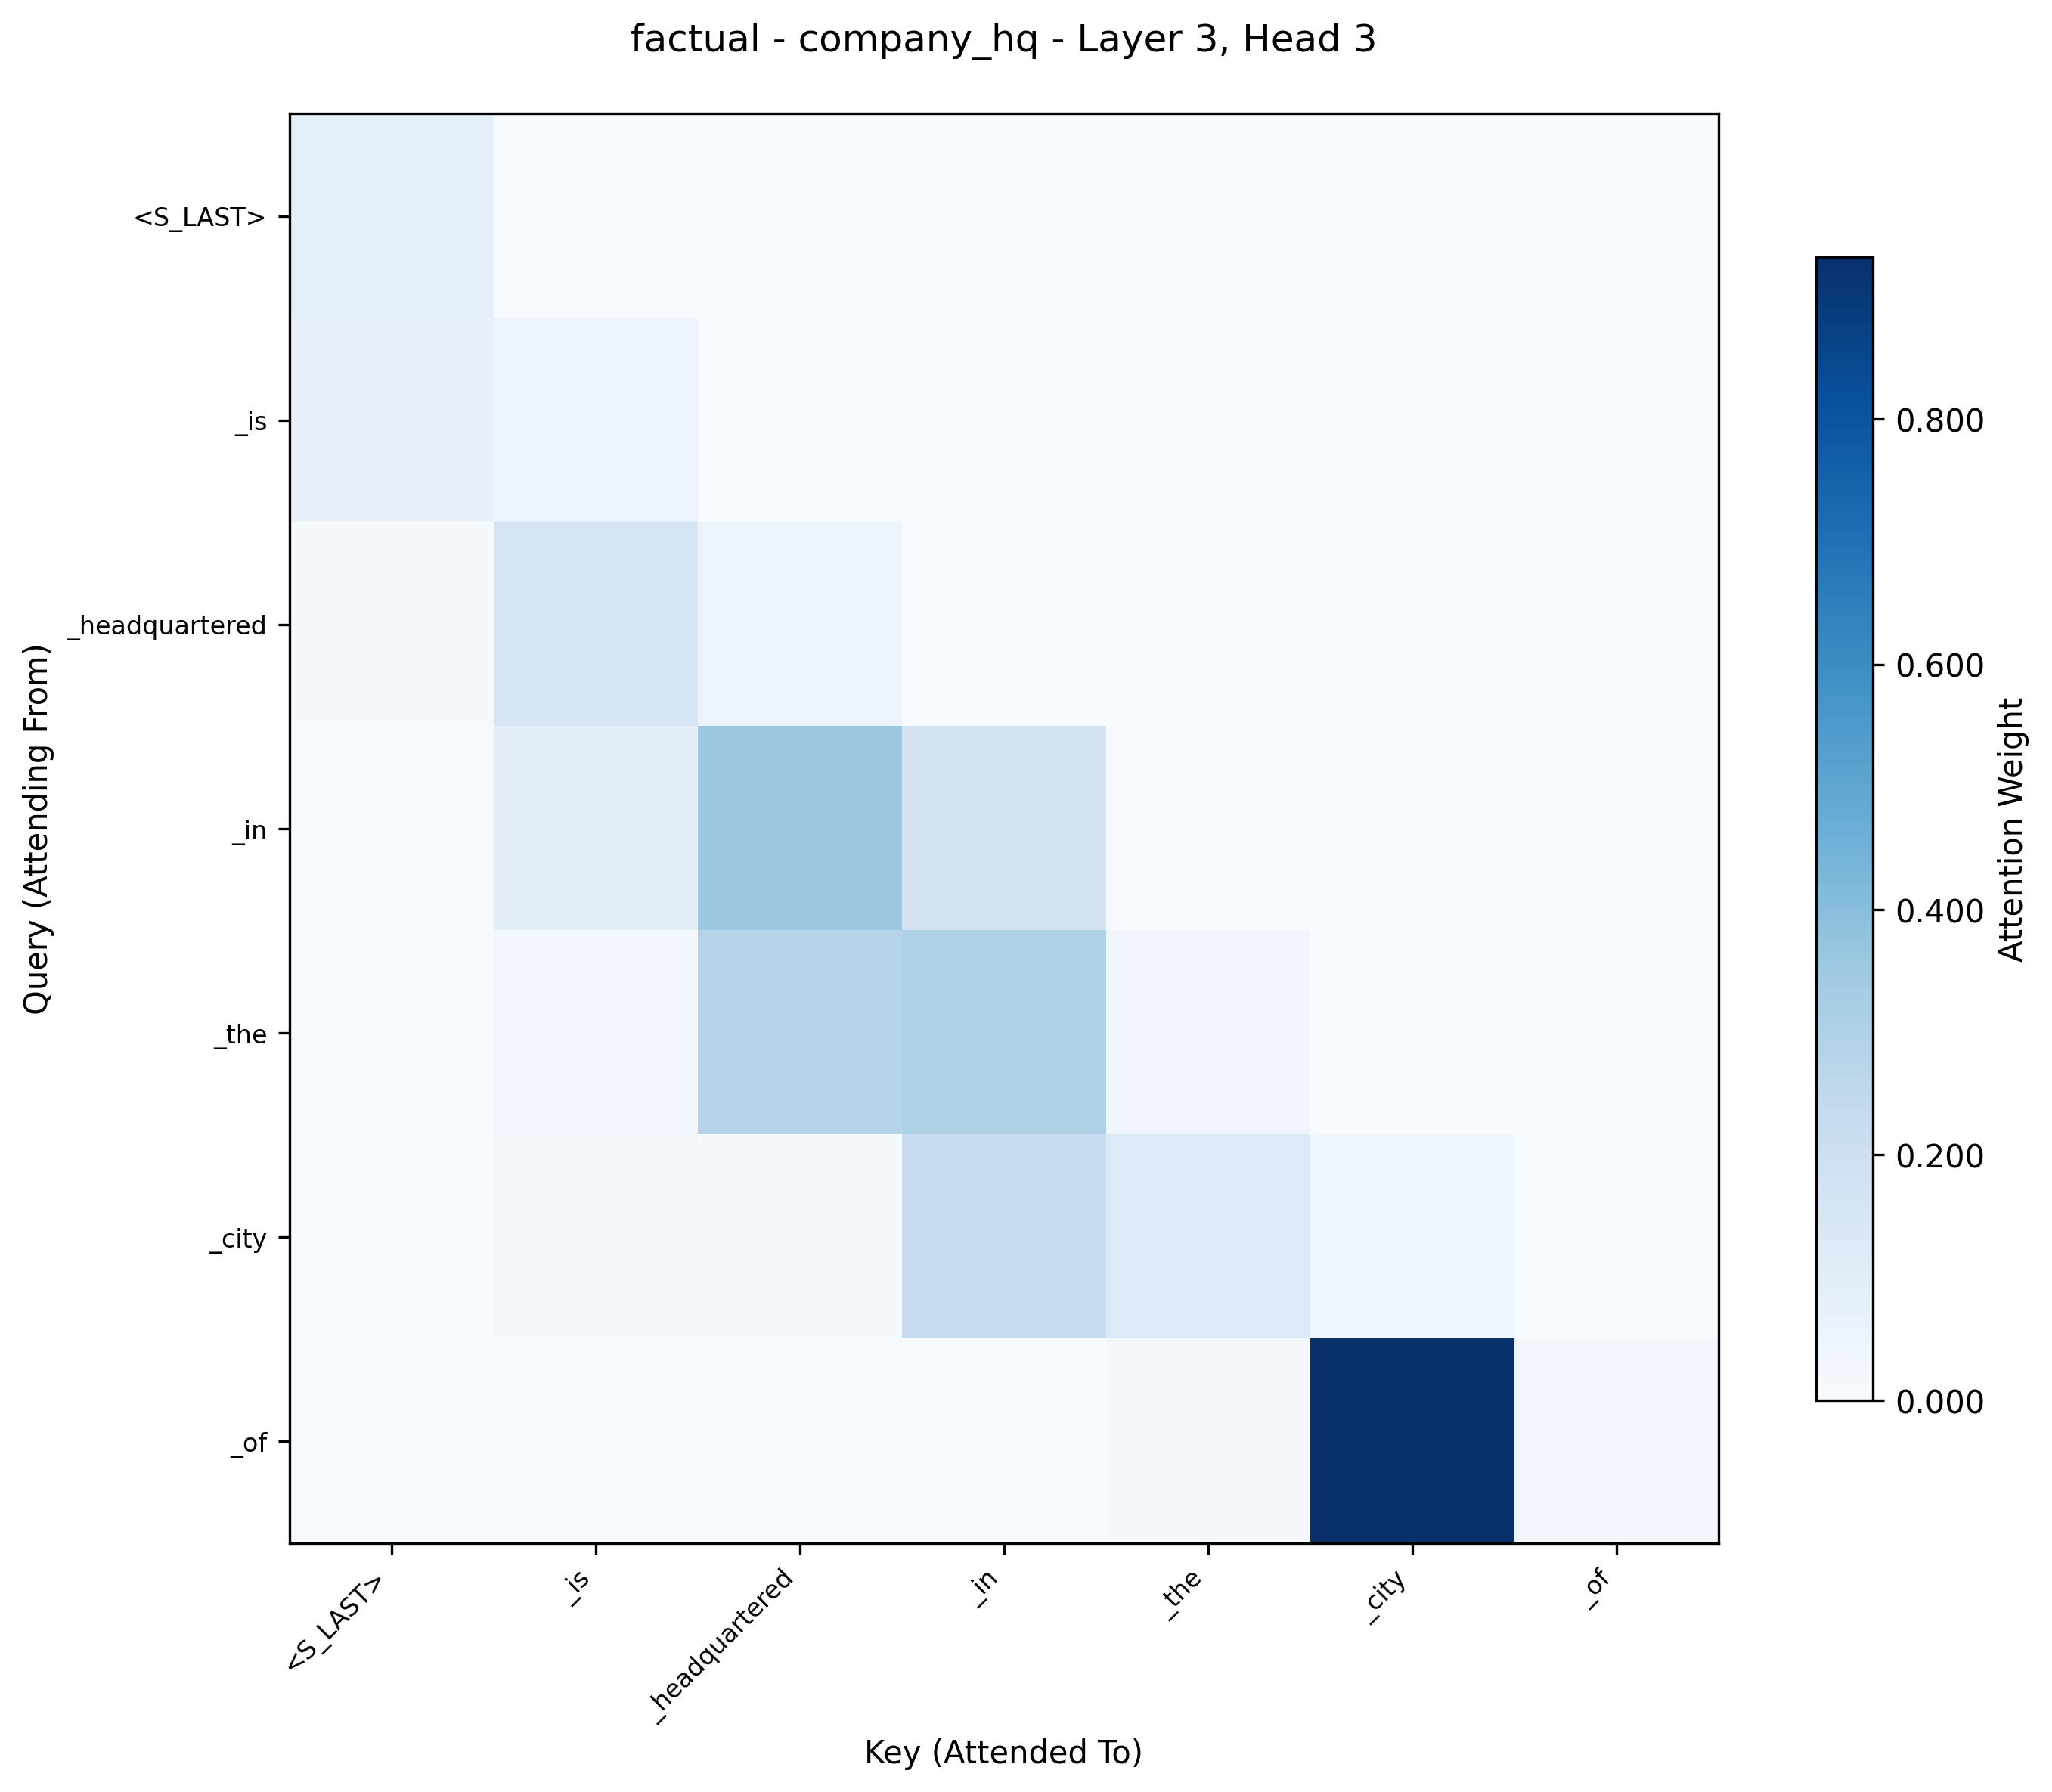 factual - company_hq - Layer 3, Head 3
Query (Attending From)
<S_LAST>
_is
_headquartered
_in
_the
_city
_of
<S_LAST>
_is
_headquartered
_in
_the
_city
_of
Key (Attended To)
0.800
0.600
0.400
0.200
0.000
Attention Weight